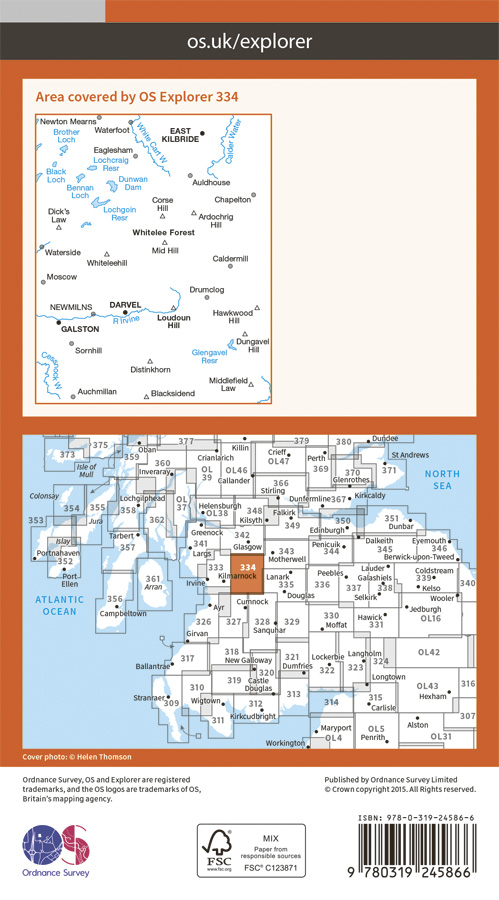 os.uk/explorer
Area covered by OS Explorer 334
Newton Mearns
Waterfoot
Brother
Loch
White Cart W
EAST
KILBRIDE
Calder Water
Eaglesham
Lochcraig
Resr
Black
Loch
Bennan
Loch
Dunwan
Dam
Auldhouse
Chapelton
Lochgoin
Resr
Corse
Hill
Dick's
Law
Ardochrig
Hill
Whitelee Forest
Waterside
Mid Hill
Whiteleehill
Caldermill
Moscow
Drumclog
NEWMILNS
DARVEL
R Irvine
Loudoun
Hill
Hawkwood
Hill
GALSTON
Dungavel
Hill
Sornhill
Glengavel
Resr
Cessnock W
Distinkhorn
Middlefield
Law
Auchmillan
Blacksidend
375
377
379
380
Dundee
Oban
Killin
373
359
Crianlarich
Crieff
OL47
Perth
St Andrews
Isle of
Mull
360
Inveraray
OL
39
OL46
Callander
369
370
371
Glenrothes
NORTH
SEA
366
Stirling
Colonsay
Lochgilphead
OL
37
Dunfermline
367
Kirkcaldy
354
355
358
Helensburgh
OL38
348
Falkirk
353
Jura
362
Kilsyth
349
350
351
Dunbar
Islay
Tarbert
Greenock
Edinburgh
Eyemouth
Portnahaven
352
357
341
Largs
342
Glasgow
343
Motherwell
Penicuik
344
Dalkeith
345
346
Berwick-upon-Tweed
Port
Ellen
361
Arran
333
334
Kilmarnock
Lanark
335
Peebles
336
337
Lauder
Galashiels
338
Coldstream
339
Kelso
340
Irvine
Douglas
Selkirk
Wooler
ATLANTIC
OCEAN
356
Campbeltown
Ayr
Cumnock
Jedburgh
OL16
326
327
328
Sanquhar
329
330
Moffat
Hawick
331
Girvan
318
New Galloway
321
Dumfries
Lockerbie
322
Langholm
323
324
OL42
Ballantrae
317
319
320
Castle
Douglas
Longtown
Stranraer
309
310
Wigtown
312
313
314
315
Carlisle
OL43
Hexham
316
311
Kirkcudbright
Maryport
OL4
OL5
Penrith
Alston
OL31
Workington
Cover photo: © Helen Thomson
Ordnance Survey, OS and Explorer are registered
trademarks, and the OS logos are trademarks of OS,
Britain's mapping agency.
Published by Ordnance Survey Limited
© Crown copyright 2015. All Rights reserved.
OS
Ordnance Survey
FSC
www.fsc.org
MIX
Paper from
responsible sources
FSC® C123871
ISBN: 978-0-319-24586-6
9 780319 245866